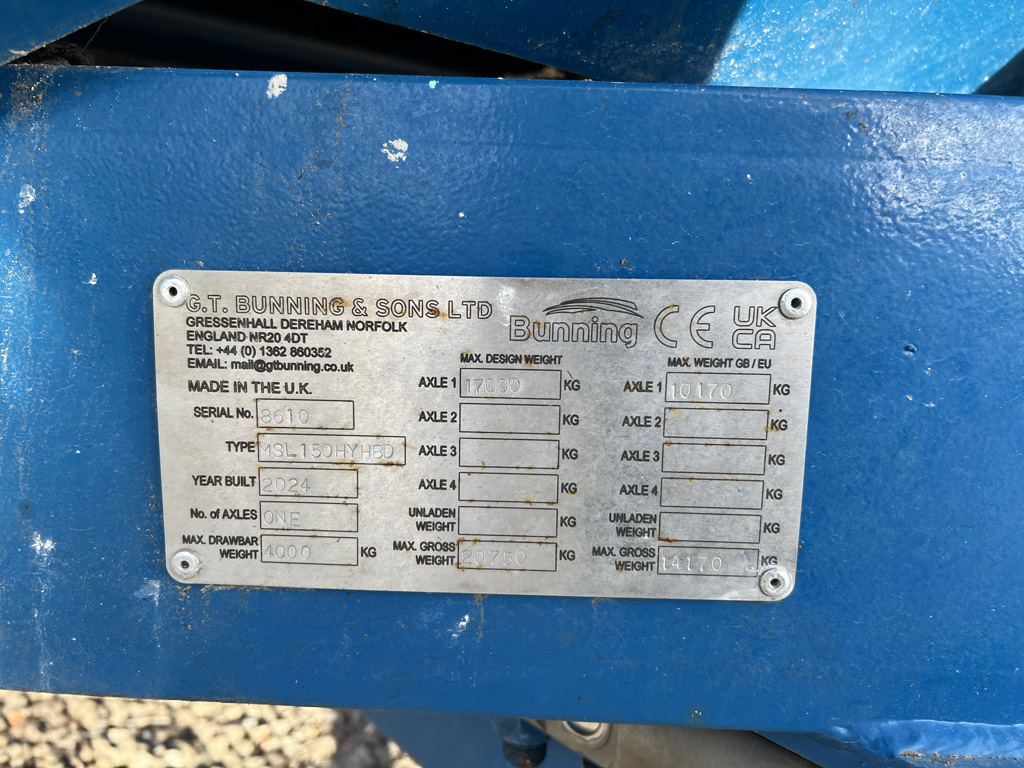 G.T. BUNNING & SONS LTD
GRESSENHALL DEREHAM NORFOLK
ENGLAND NR20 4DT
TEL: +44 (0) 1362 860352
EMAIL: mail@gtbunning.co.uk
MADE IN THE U.K.
SERIAL No. 8610
TYPE MSL150HYHBD
YEAR BUILT 2024
No. of AXLES ONE
MAX. DRAWBAR WEIGHT 4000 KG
Bunning CE UKCA
MAX. DESIGN WEIGHT
AXLE 1 17000 KG
AXLE 2 KG
AXLE 3 KG
AXLE 4 KG
UNLADEN WEIGHT KG
MAX. GROSS WEIGHT 20750 KG
MAX. WEIGHT GB / EU
AXLE 1 10170 KG
AXLE 2 KG
AXLE 3 KG
AXLE 4 KG
UNLADEN WEIGHT KG
MAX. GROSS WEIGHT 14170 KG